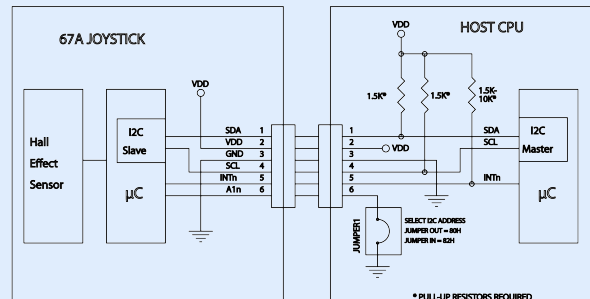 67A JOYSTICK
HOST CPU
VDD
VDD
1.5K*
1.5K*
1.5K-
10K*
Hall
Effect
Sensor
I2C
Slave
µC
SDA 1
VDD 2
GND 3
SCL 4
INTn 5
A1n 6
1
2
3
4
5
6
VDD
SDA
SCL
INTn
I2C
Master
µC
JUMPER1
SELECT I2C ADDRESS
JUMPER OUT = 80H
JUMPER IN = 82H
* PULL-UP RESISTORS REQUIRED